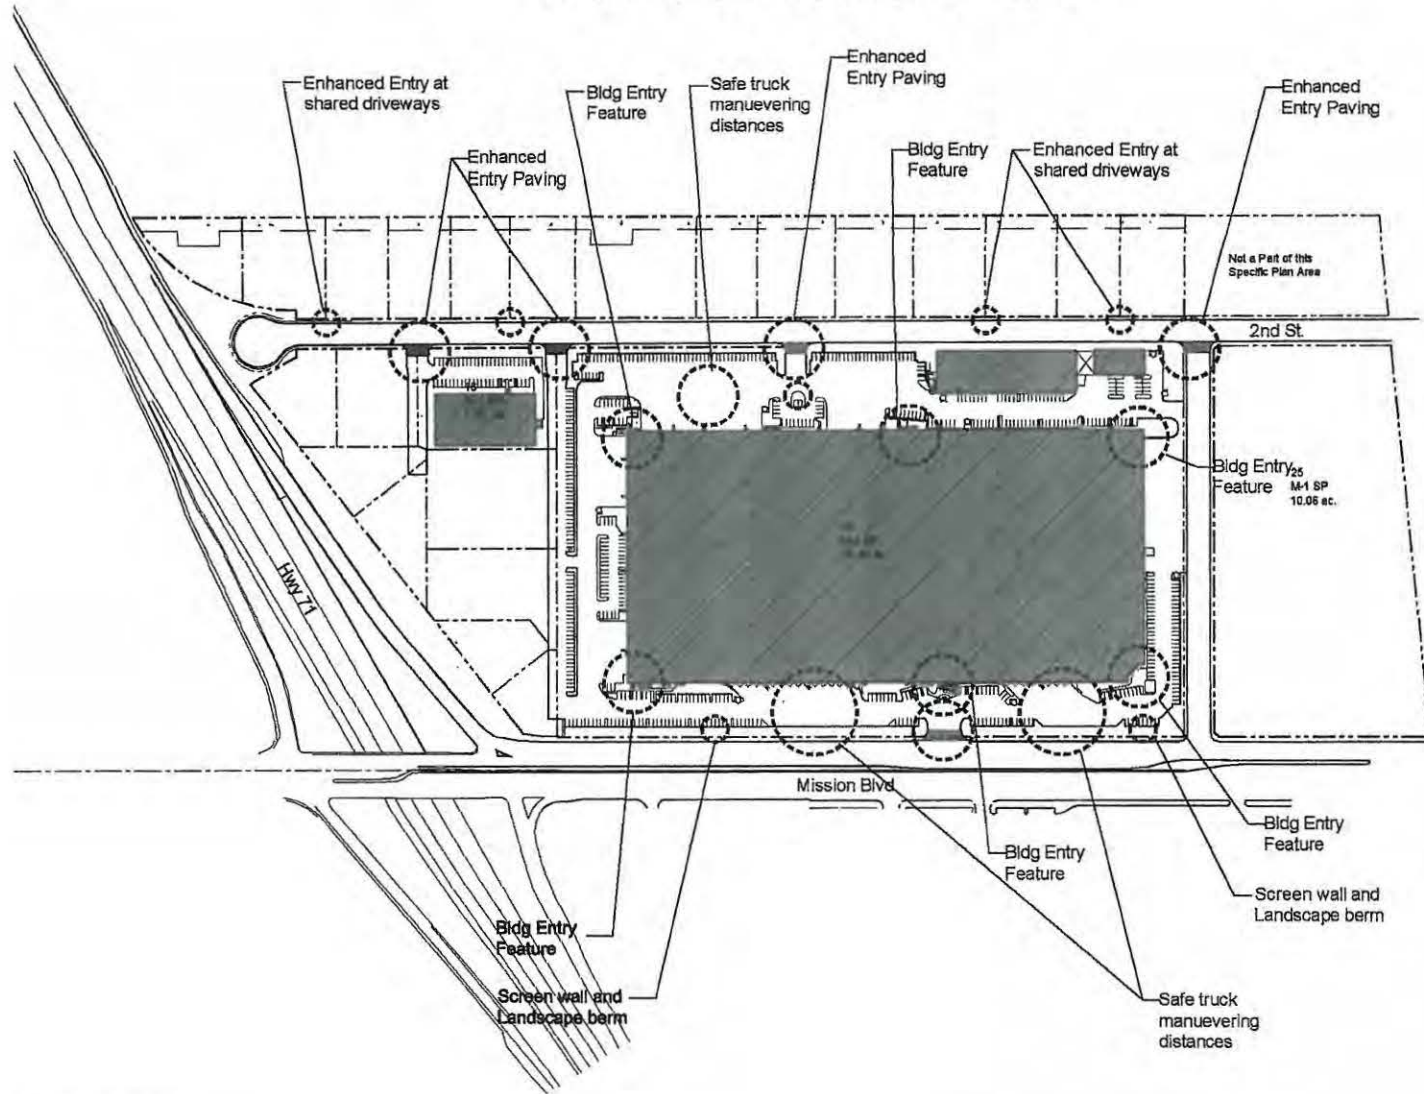 Enhanced
Entry Paving
Enhanced Entry at
shared driveways
Bldg Entry
Feature
Safe truck
manuevering
distances
Enhanced
Entry Paving
Enhanced
Entry Paving
Bldg Entry
Feature
Enhanced Entry at
shared driveways
Not a Part of this
Specific Plan Area
2nd St.
Bldg Entry
Feature
25
M-1 SP
10.06 ac.
Hwy 71
Mission Blvd
Bldg Entry
Feature
Bldg Entry
Feature
Screen wall and
Landscape berm
Bldg Entry
Feature
Screen wall and
Landscape berm
Safe truck
manuevering
distances